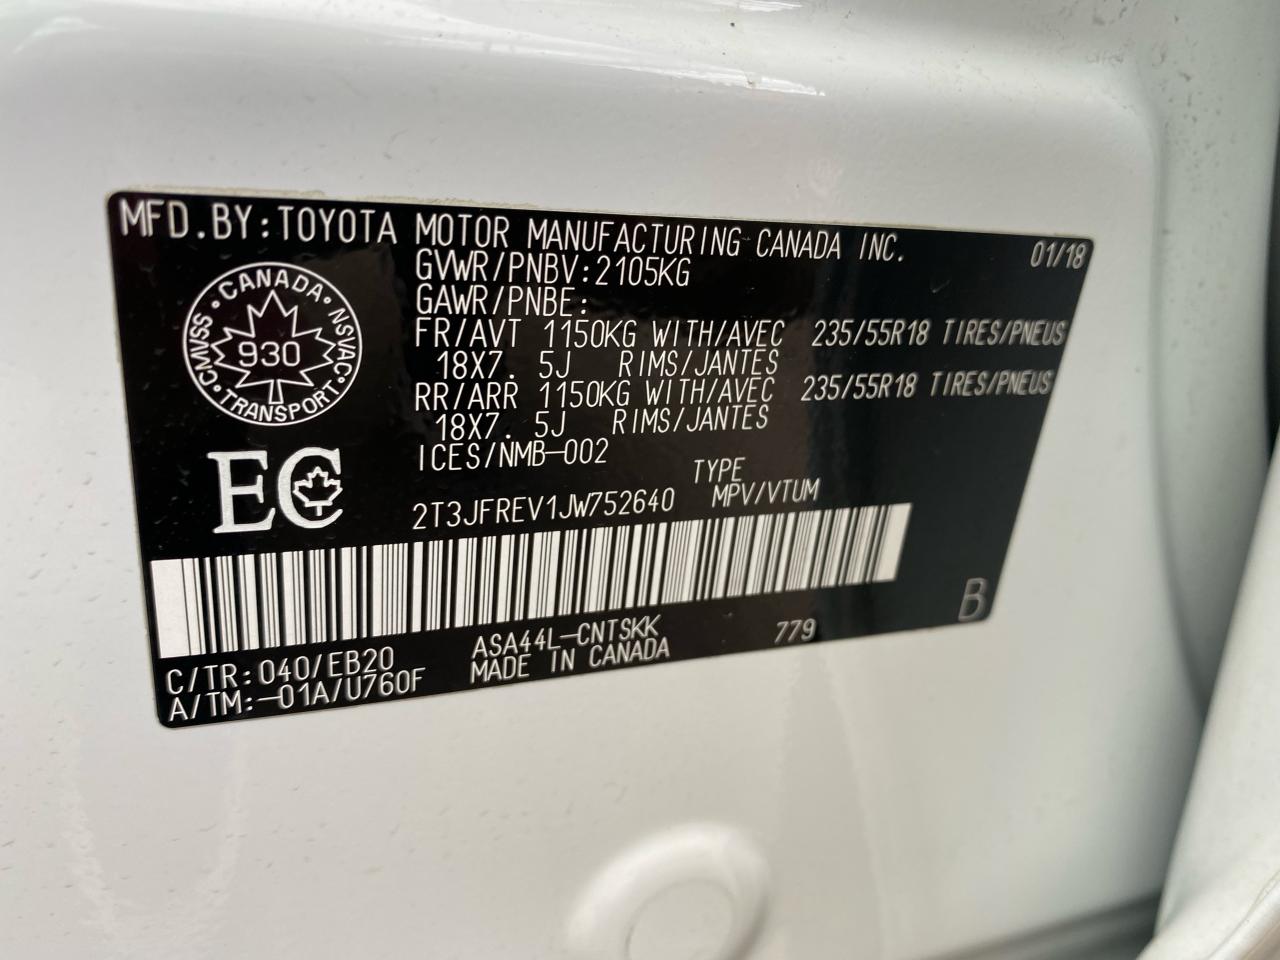 MFD.BY:TOYOTA MOTOR MANUFACTURING CANADA INC. 01/18
GVWR/PNBV:2105KG
GAWR/PNBE:
FR/AVT 1150KG WITH/AVEC 235/55R18 TIRES/PNEUS
18X7. 5J RIMS/JANTES
RR/ARR 1150KG WITH/AVEC 235/55R18 TIRES/PNEUS
18X7. 5J RIMS/JANTES
ICES/NMB-002
CANADA · NSVAC · TRANSPORT · CMVSS
930
EC
TYPE
2T3JFREV1JW752640 MPV/VTUM
B
ASA44L-CNTSKK 779
MADE IN CANADA
C/TR:040/EB20
A/TM:-01A/U760F